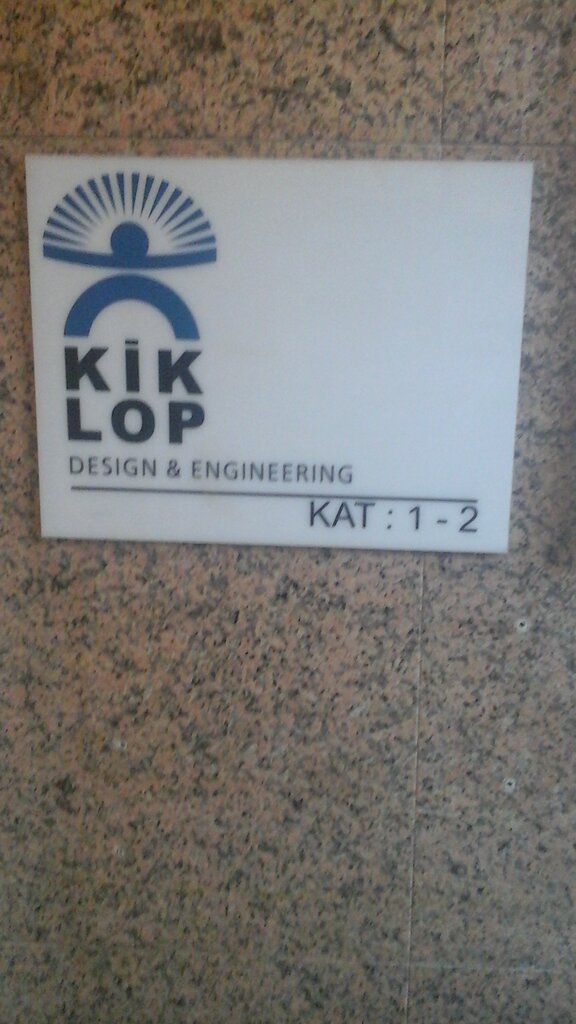 KİK
LOP
DESIGN & ENGINEERING
KAT : 1 - 2